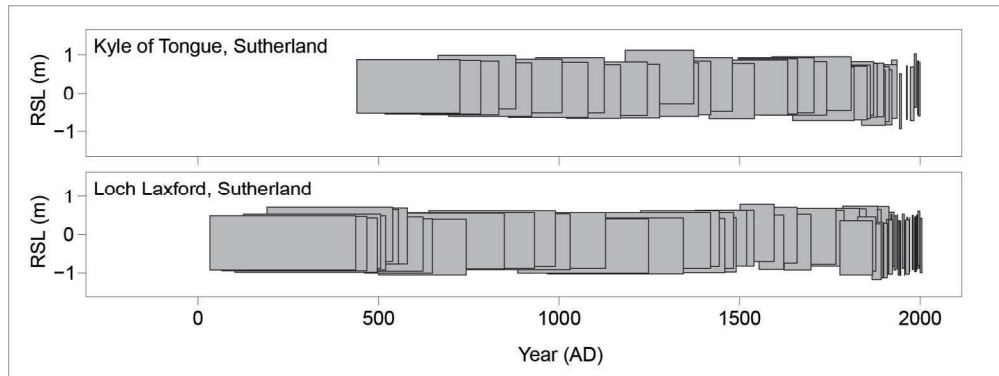 Kyle of Tongue, Sutherland
RSL (m)
1
0
−1
Loch Laxford, Sutherland
RSL (m)
1
0
−1
0 500 1000 1500 2000
Year (AD)